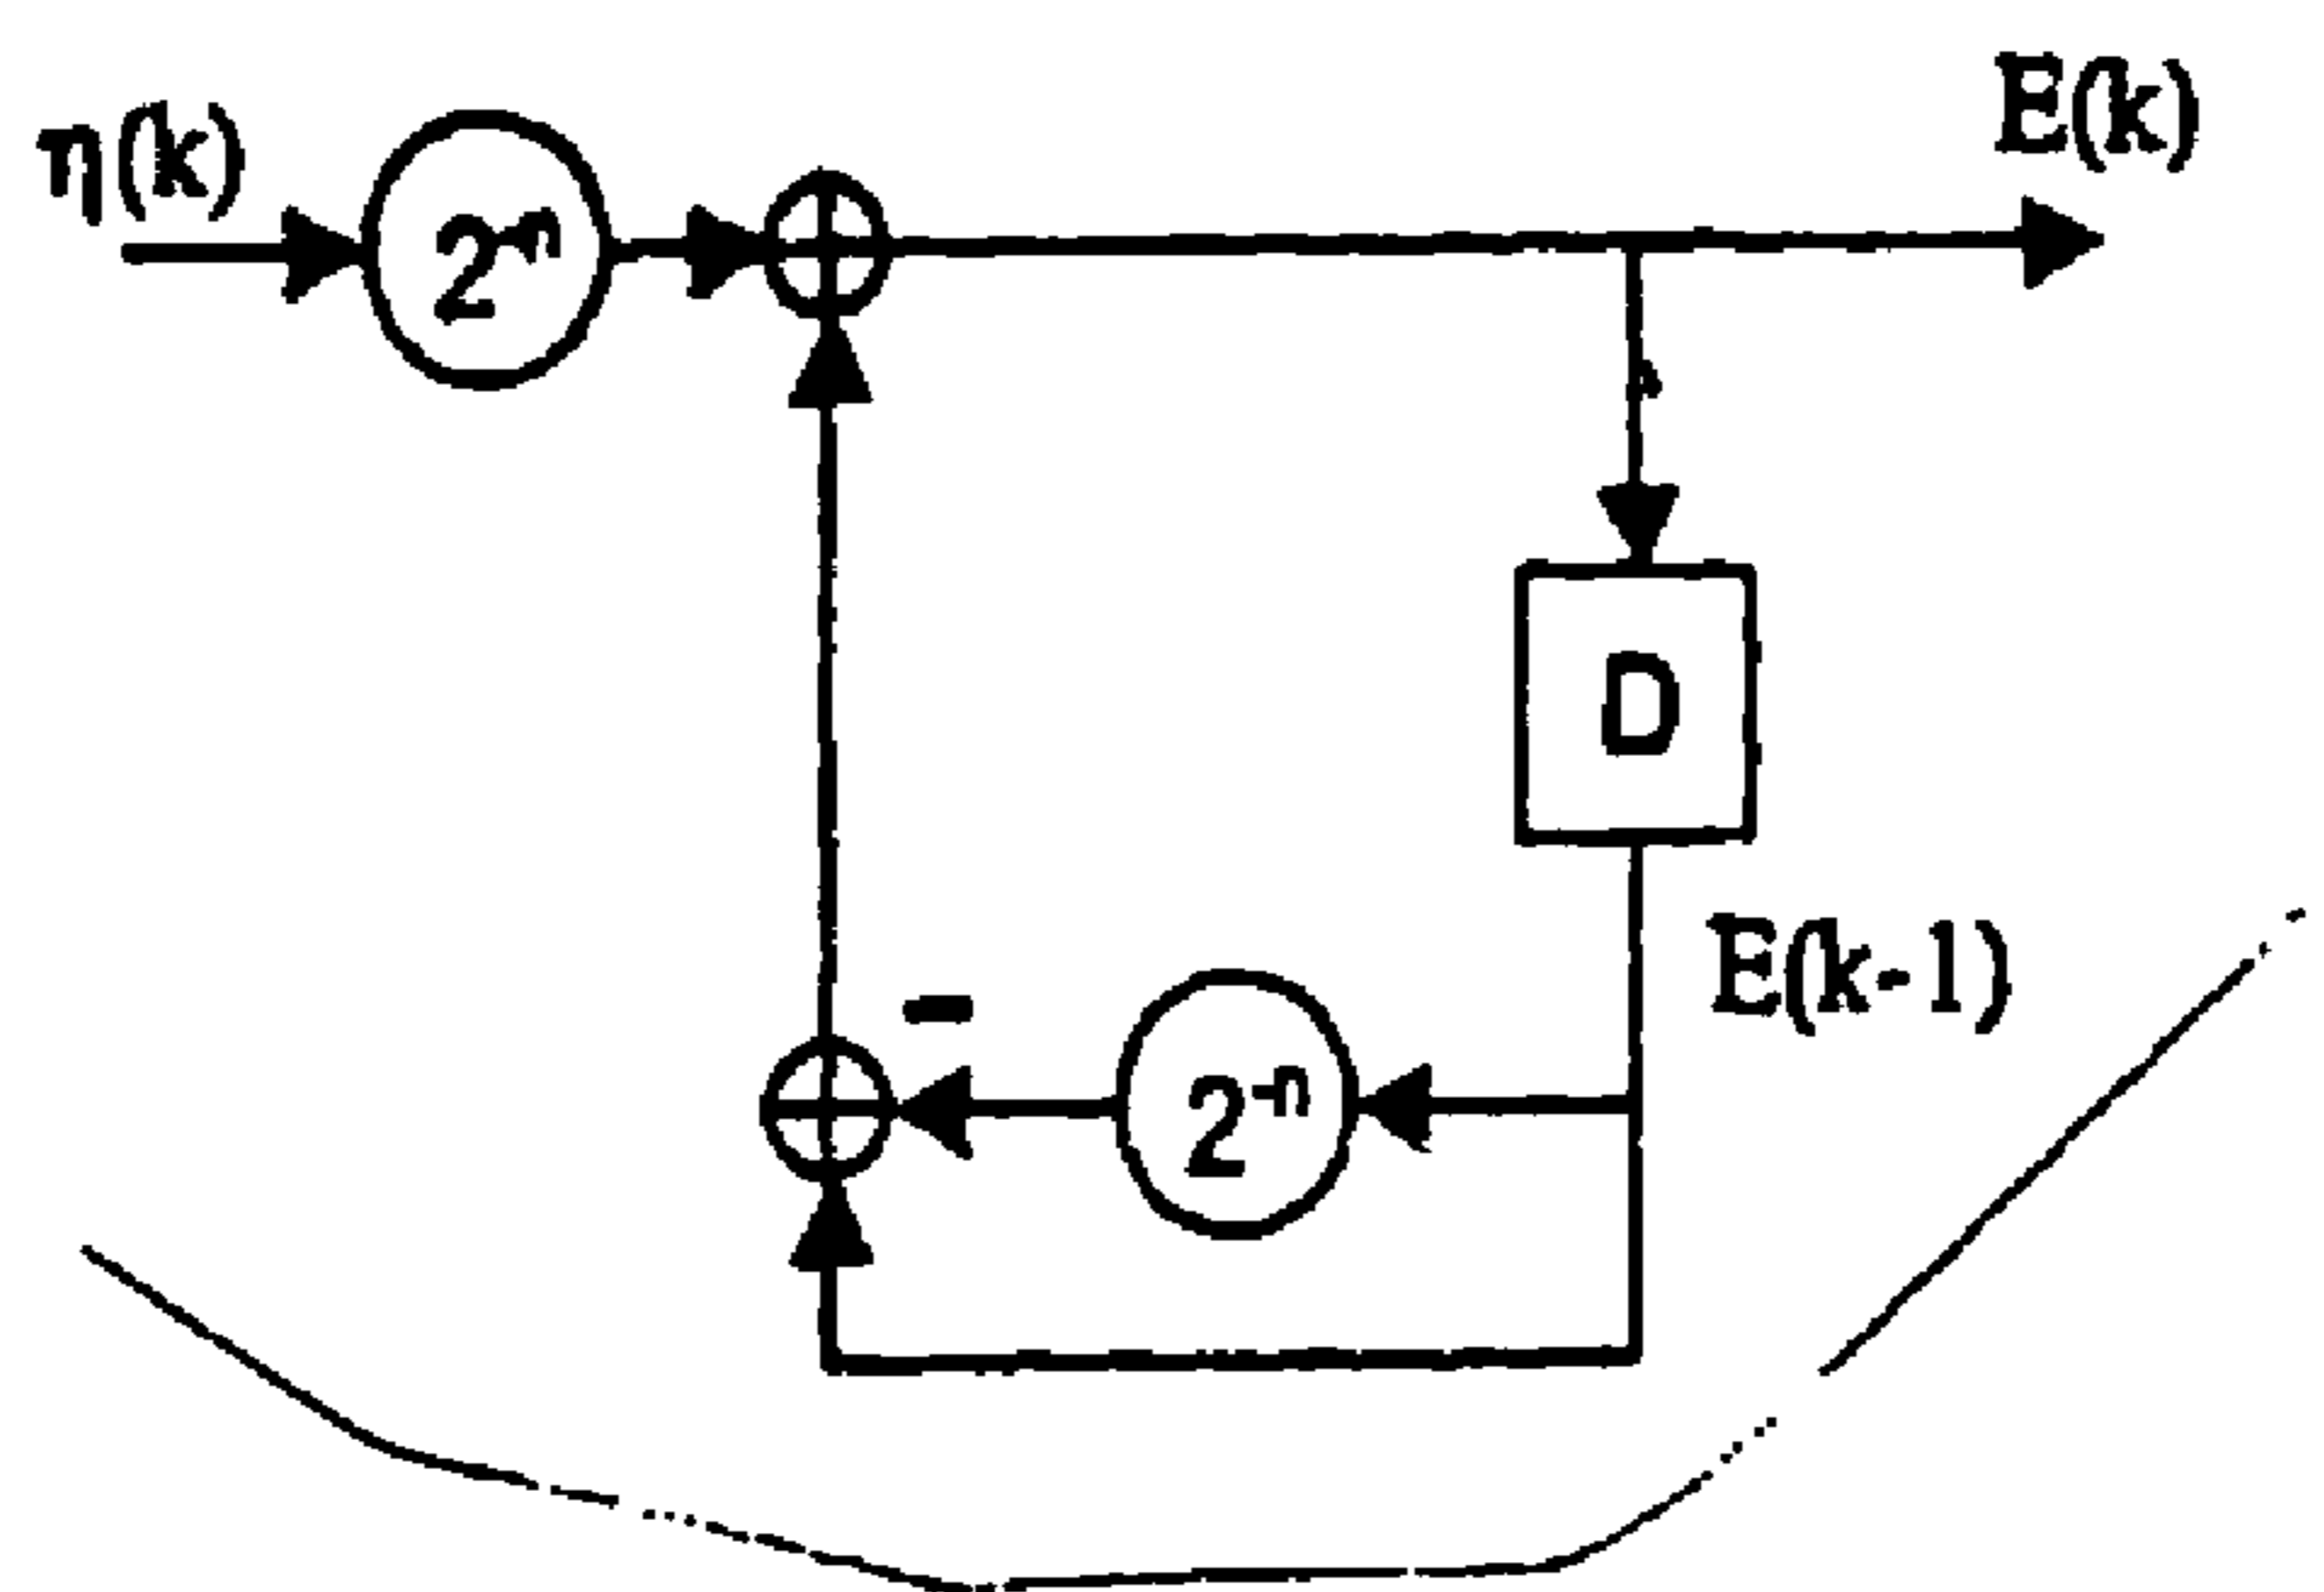 η(k)
E(k)
2⁻ⁿ
D
E(k-1)
−
2⁻ⁿ